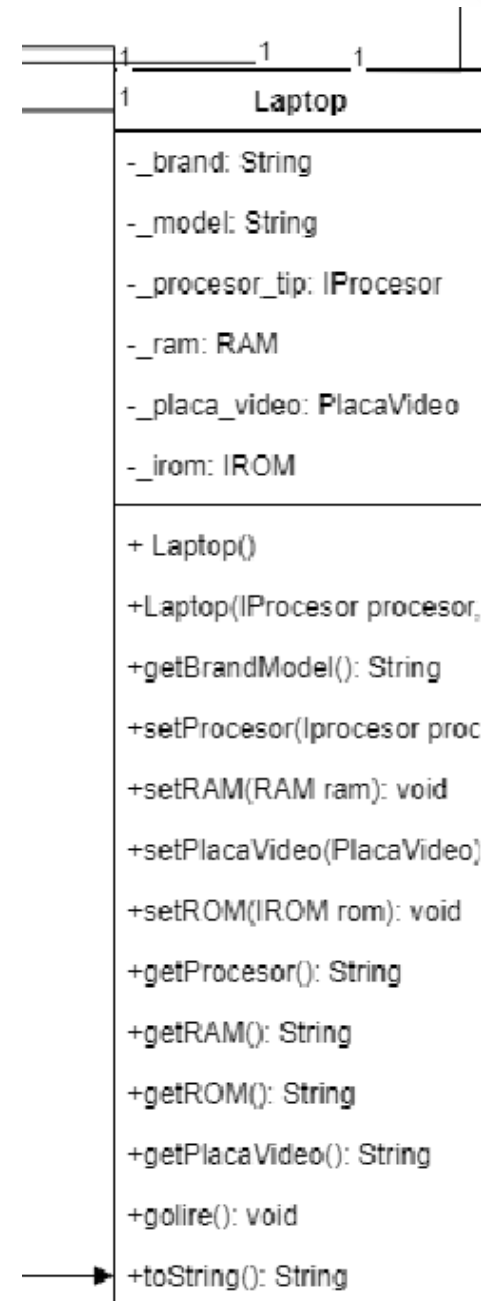 1 1 1
1 Laptop
-_brand: String
-_model: String
-_procesor_tip: IProcesor
-_ram: RAM
-_placa_video: PlacaVideo
-_irom: IROM
+ Laptop()
+Laptop(IProcesor procesor,
+getBrandModel(): String
+setProcesor(Iprocesor proc
+setRAM(RAM ram): void
+setPlacaVideo(PlacaVideo)
+setROM(IROM rom): void
+getProcesor(): String
+getRAM(): String
+getROM(): String
+getPlacaVideo(): String
+golire(): void
+toString(): String